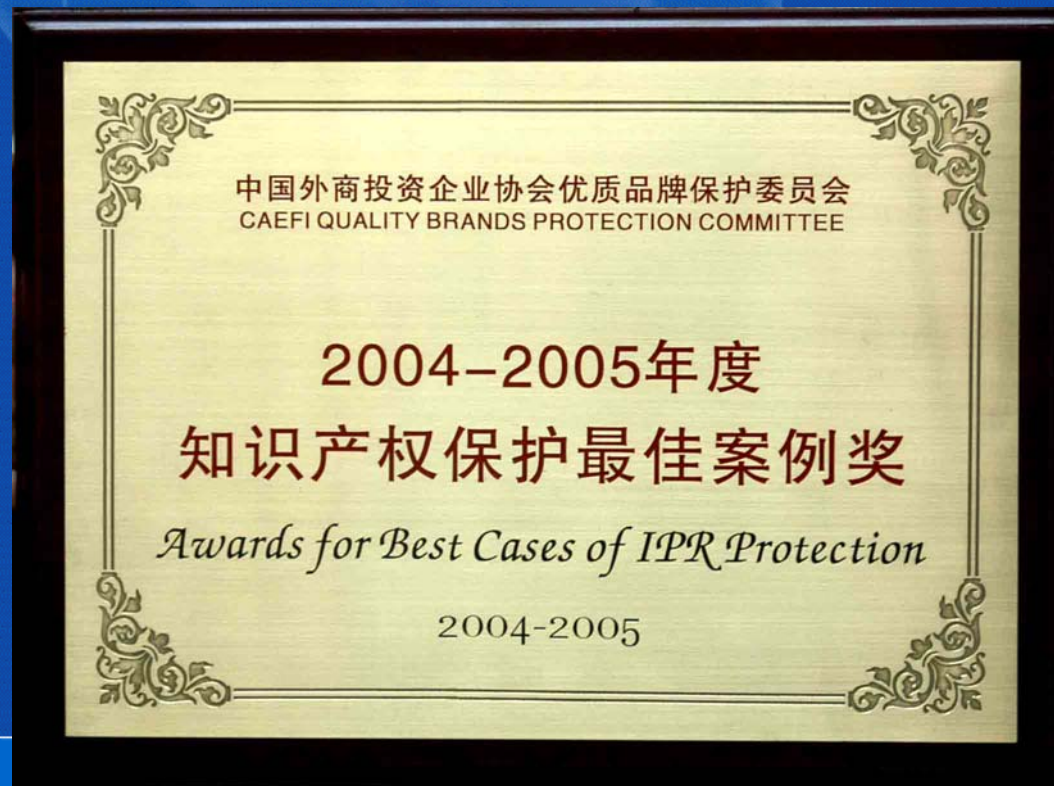 中国外商投资企业协会优质品牌保护委员会
CAEFI QUALITY BRANDS PROTECTION COMMITTEE
2004–2005年度
知识产权保护最佳案例奖
Awards for Best Cases of IPR Protection
2004-2005